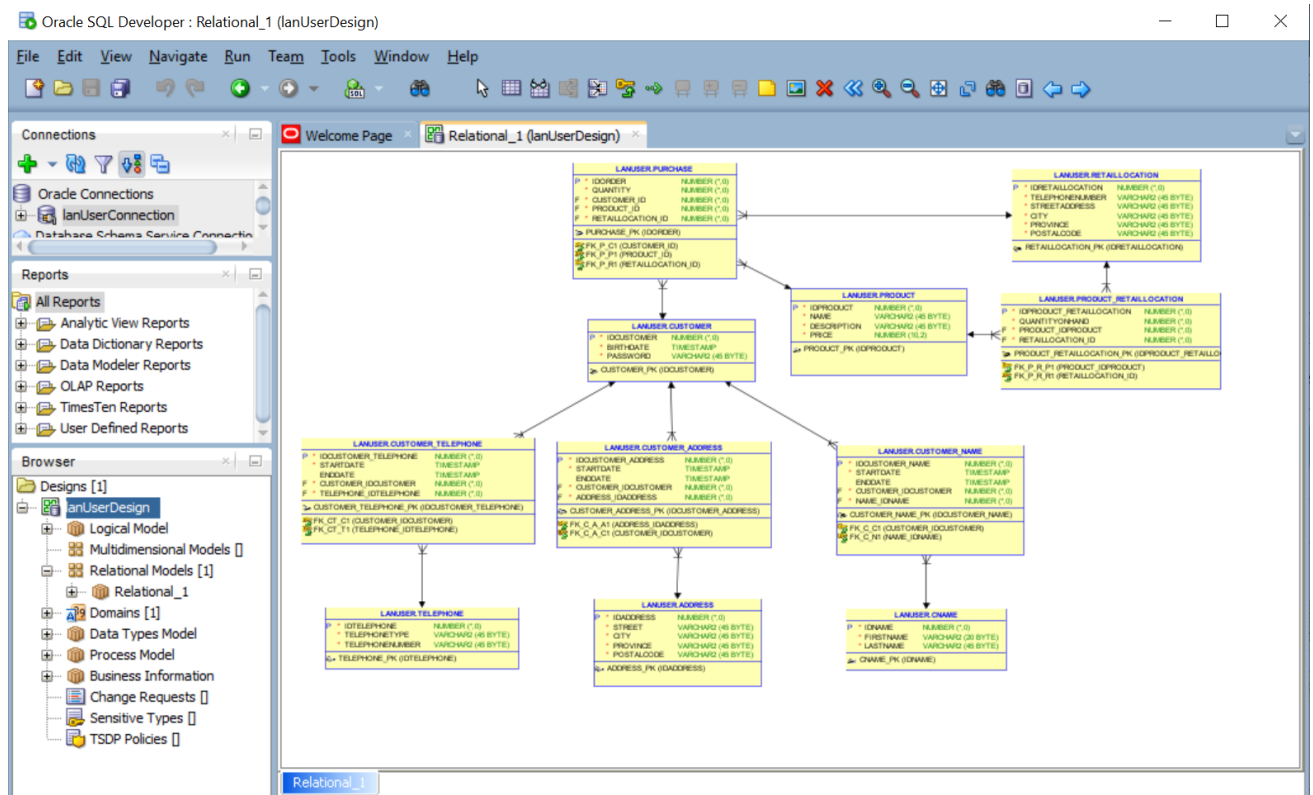 Oracle SQL Developer : Relational_1 (lanUserDesign)
File Edit View Navigate Run Team Tools Window Help
SQL
Connections
Oracle Connections
lanUserConnection
Database Schema Service Connectio
Reports
All Reports
Analytic View Reports
Data Dictionary Reports
Data Modeler Reports
OLAP Reports
TimesTen Reports
User Defined Reports
Browser
Designs [1]
lanUserDesign
Logical Model
Multidimensional Models []
Relational Models [1]
Relational_1
Domains [1]
Data Types Model
Process Model
Business Information
Change Requests []
Sensitive Types []
TSDP Policies []
Welcome Page
Relational_1 (lanUserDesign)
LANUSER.PURCHASE
P * IDORDER NUMBER (*,0)
* QUANTITY NUMBER (*,0)
F * CUSTOMER_ID NUMBER (*,0)
F * PRODUCT_ID NUMBER (*,0)
F * RETAILLOCATION_ID NUMBER (*,0)
PURCHASE_PK (IDORDER)
FK_P_C1 (CUSTOMER_ID)
FK_P_P1 (PRODUCT_ID)
FK_P_R1 (RETAILLOCATION_ID)
LANUSER.RETAILLOCATION
P * IDRETAILLOCATION NUMBER (*,0)
* TELEPHONENUMBER VARCHAR2 (45 BYTE)
* STREETADDRESS VARCHAR2 (45 BYTE)
* CITY VARCHAR2 (45 BYTE)
* PROVINCE VARCHAR2 (45 BYTE)
* POSTALCODE VARCHAR2 (45 BYTE)
RETAILLOCATION_PK (IDRETAILLOCATION)
LANUSER.PRODUCT
P * IDPRODUCT NUMBER (*,0)
* NAME VARCHAR2 (45 BYTE)
* DESCRIPTION VARCHAR2 (45 BYTE)
* PRICE NUMBER (10,2)
PRODUCT_PK (IDPRODUCT)
LANUSER.PRODUCT_RETAILLOCATION
P * IDPRODUCT_RETAILLOCATION NUMBER (*,0)
* QUANTITYONHAND NUMBER (*,0)
F * PRODUCT_IDPRODUCT NUMBER (*,0)
F * RETAILLOCATION_ID NUMBER (*,0)
PRODUCT_RETAILLOCATION_PK (IDPRODUCT_RETAILLO
FK_P_R_P1 (PRODUCT_IDPRODUCT)
FK_P_R_R1 (RETAILLOCATION_ID)
LANUSER.CUSTOMER
P * IDCUSTOMER NUMBER (*,0)
* BIRTHDATE TIMESTAMP
* PASSWORD VARCHAR2 (45 BYTE)
CUSTOMER_PK (IDCUSTOMER)
LANUSER.CUSTOMER_TELEPHONE
P * IDCUSTOMER_TELEPHONE NUMBER (*,0)
* STARTDATE TIMESTAMP
ENDDATE TIMESTAMP
F * CUSTOMER_IDCUSTOMER NUMBER (*,0)
F * TELEPHONE_IDTELEPHONE NUMBER (*,0)
CUSTOMER_TELEPHONE_PK (IDCUSTOMER_TELEPHONE)
FK_CT_C1 (CUSTOMER_IDCUSTOMER)
FK_CT_T1 (TELEPHONE_IDTELEPHONE)
LANUSER.CUSTOMER_ADDRESS
P * IDCUSTOMER_ADDRESS NUMBER (*,0)
* STARTDATE TIMESTAMP
ENDDATE TIMESTAMP
F * CUSTOMER_IDCUSTOMER NUMBER (*,0)
F * ADDRESS_IDADDRESS NUMBER (*,0)
CUSTOMER_ADDRESS_PK (IDCUSTOMER_ADDRESS)
FK_C_A_A1 (ADDRESS_IDADDRESS)
FK_C_A_C1 (CUSTOMER_IDCUSTOMER)
LANUSER.CUSTOMER_NAME
P * IDCUSTOMER_NAME NUMBER (*,0)
* STARTDATE TIMESTAMP
ENDDATE TIMESTAMP
F * CUSTOMER_IDCUSTOMER NUMBER (*,0)
F * NAME_IDNAME NUMBER (*,0)
CUSTOMER_NAME_PK (IDCUSTOMER_NAME)
FK_C_C1 (CUSTOMER_IDCUSTOMER)
FK_C_N1 (NAME_IDNAME)
LANUSER.TELEPHONE
P * IDTELEPHONE NUMBER (*,0)
* TELEPHONETYPE VARCHAR2 (45 BYTE)
* TELEPHONENUMBER VARCHAR2 (45 BYTE)
TELEPHONE_PK (IDTELEPHONE)
LANUSER.ADDRESS
P * IDADDRESS NUMBER (*,0)
* STREET VARCHAR2 (45 BYTE)
* CITY VARCHAR2 (45 BYTE)
* PROVINCE VARCHAR2 (45 BYTE)
* POSTALCODE VARCHAR2 (45 BYTE)
ADDRESS_PK (IDADDRESS)
LANUSER.CNAME
P * IDNAME NUMBER (*,0)
* FIRSTNAME VARCHAR2 (20 BYTE)
* LASTNAME VARCHAR2 (45 BYTE)
CNAME_PK (IDNAME)
Relational_1